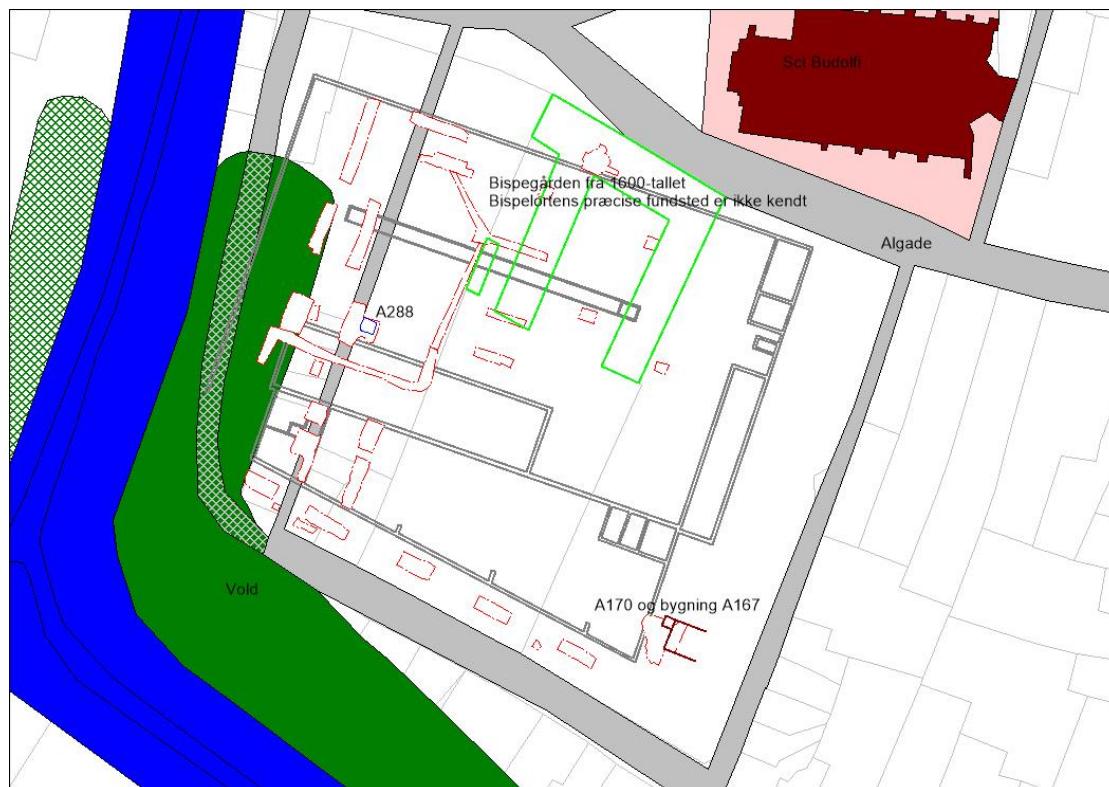 Sct Budolfi
Bispegården fra 1600-tallet
Bispelortens præcise fundsted er ikke kendt
Algade
A288
Vold
A170 og bygning A167